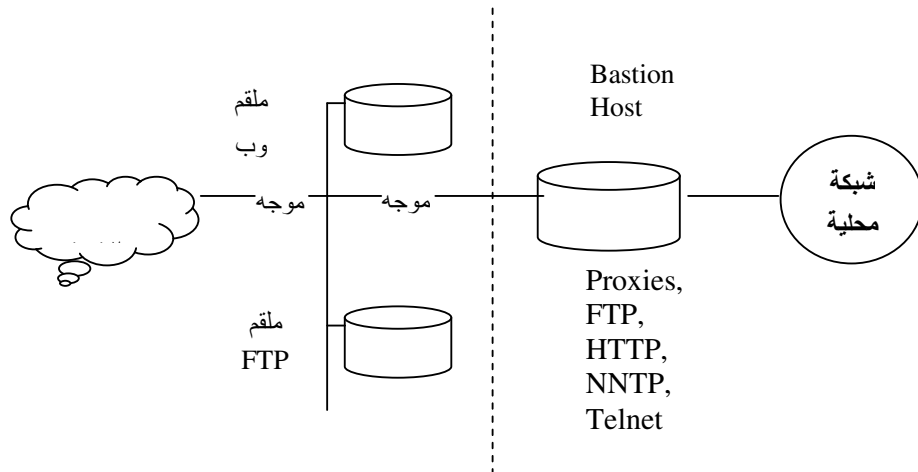 ملقم
وب
Bastion
Host
موجه
موجه
شبكة
محلية
ملقم
FTP
Proxies,
FTP,
HTTP,
NNTP,
Telnet